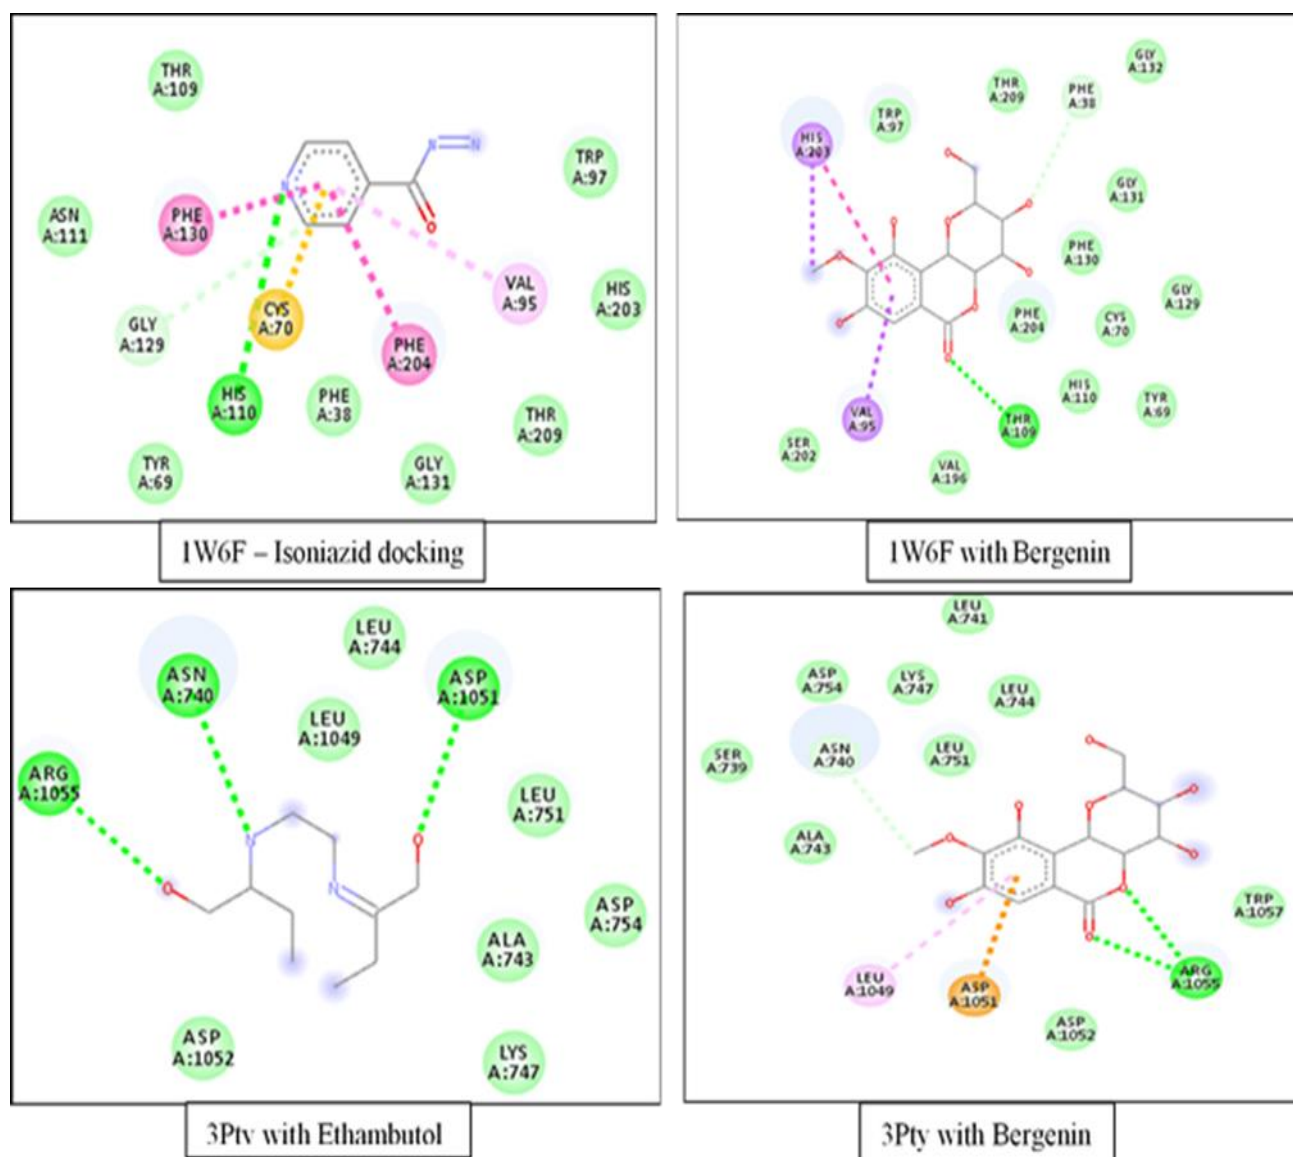 THR
A:109
TRP
A:97
ASN
A:111
PHE
A:130
N
N
N
O
VAL
A:95
HIS
A:203
GLY
A:129
CYS
A:70
PHE
A:204
HIS
A:110
PHE
A:38
THR
A:209
TYR
A:69
GLY
A:131
1W6F – Isoniazid docking
GLY
A:132
THR
A:209
PHE
A:38
TRP
A:97
HIS
A:203
GLY
A:131
PHE
A:130
GLY
A:129
PHE
A:204
CYS
A:70
HIS
A:110
TYR
A:69
VAL
A:95
THR
A:109
SER
A:202
VAL
A:196
O
O
O
O
O
O
O
O
O
1W6F with Bergenin
LEU
A:744
ASN
A:740
ASP
A:1051
LEU
A:1049
ARG
A:1055
LEU
A:751
N
O
O
N
ASP
A:754
ALA
A:743
ASP
A:1052
LYS
A:747
3Ptv with Ethambutol
LEU
A:741
ASP
A:754
LYS
A:747
LEU
A:744
SER
A:739
ASN
A:740
LEU
A:751
ALA
A:743
O
O
O
O
O
O
O
O
O
TRP
A:1057
LEU
A:1049
ASP
A:1051
ARG
A:1055
ASP
A:1052
3Pty with Bergenin